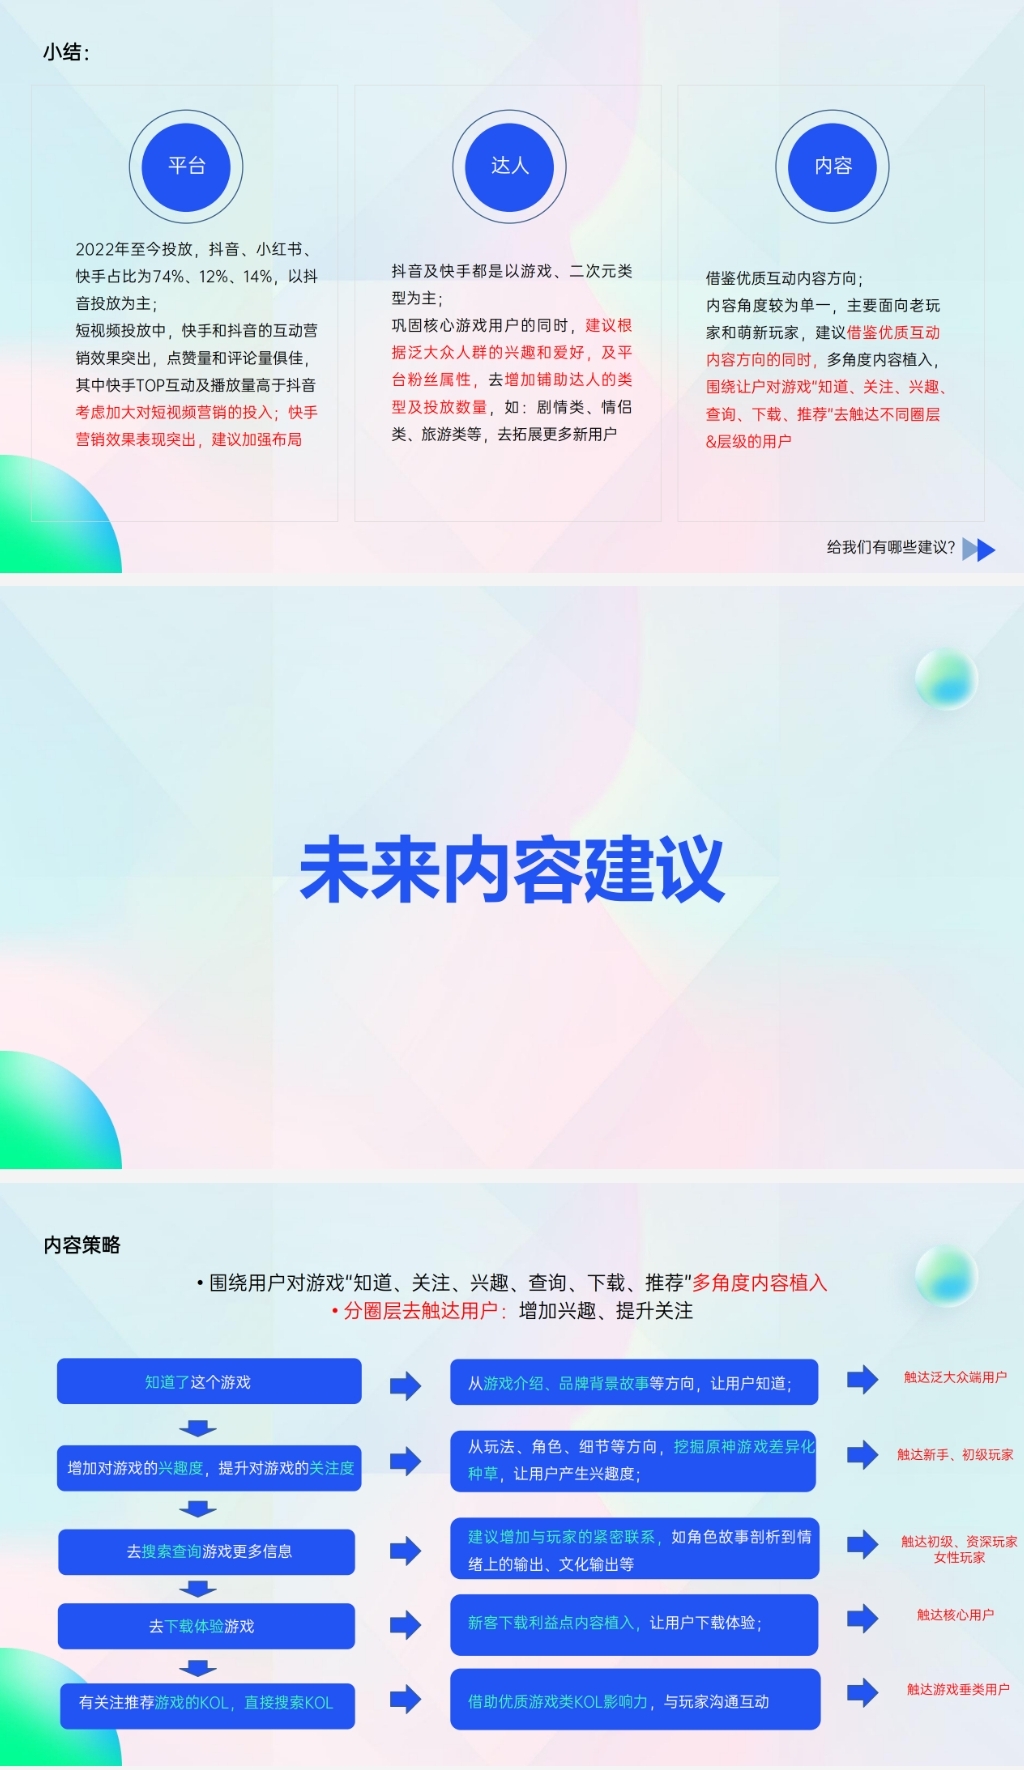 小结：
平台
2022年至今投放，抖音、小红书、
快手占比为74%、12%、14%，以抖
音投放为主；
短视频投放中，快手和抖音的互动营
销效果突出，点赞量和评论量俱佳，
其中快手TOP互动及播放量高于抖音
考虑加大对短视频营销的投入；快手
营销效果表现突出，建议加强布局
达人
抖音及快手都是以游戏、二次元类
型为主；
巩固核心游戏用户的同时，建议根
据泛大众人群的兴趣和爱好，及平
台粉丝属性，去增加铺助达人的类
型及投放数量，如：剧情类、情侣
类、旅游类等，去拓展更多新用户
内容
借鉴优质互动内容方向；
内容角度较为单一，主要面向老玩
家和萌新玩家，建议借鉴优质互动
内容方向的同时，多角度内容植入，
围绕让户对游戏“知道、关注、兴趣、
查询、下载、推荐”去触达不同圈层
&层级的用户
给我们有哪些建议？
未来内容建议
内容策略
• 围绕用户对游戏“知道、关注、兴趣、查询、下载、推荐”多角度内容植入
• 分圈层去触达用户：增加兴趣、提升关注
知道了这个游戏
从游戏介绍、品牌背景故事等方向，让用户知道；
触达泛大众端用户
增加对游戏的兴趣度，提升对游戏的关注度
从玩法、角色、细节等方向，挖掘原神游戏差异化
种草，让用户产生兴趣度；
触达新手、初级玩家
去搜索查询游戏更多信息
建议增加与玩家的紧密联系，如角色故事剖析到情
绪上的输出、文化输出等
触达初级、资深玩家
女性玩家
去下载体验游戏
新客下载利益点内容植入，让用户下载体验；
触达核心用户
有关注推荐游戏的KOL，直接搜索KOL
借助优质游戏类KOL影响力，与玩家沟通互动
触达游戏垂类用户